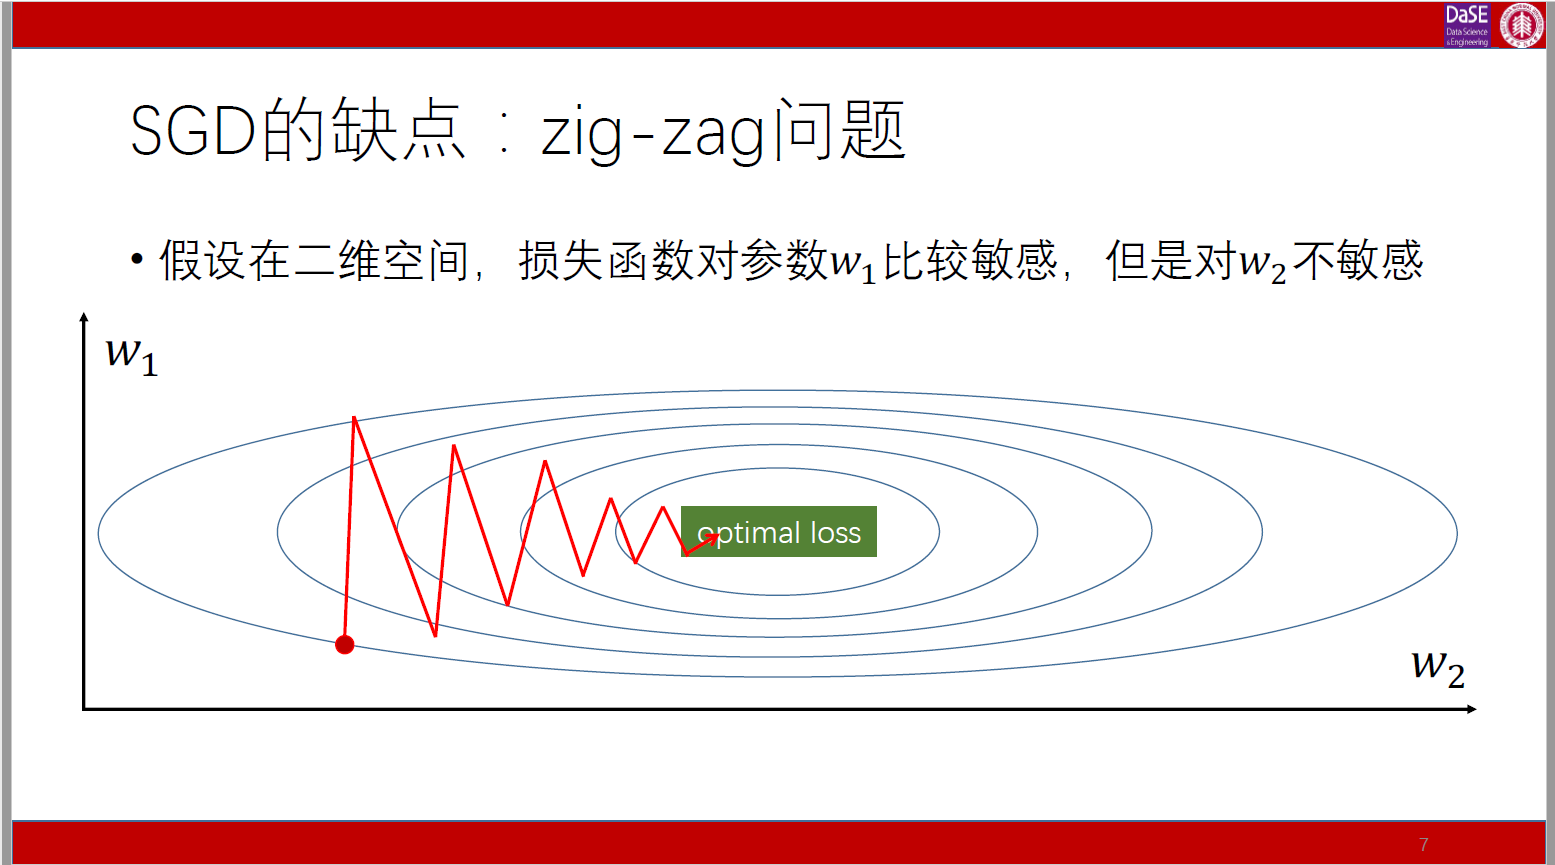 DaSE
Data Science
& Engineering
SGD的缺点：zig-zag问题
• 假设在二维空间，损失函数对参数w₁比较敏感，但是对w₂不敏感
w₁
optimal loss
w₂
7